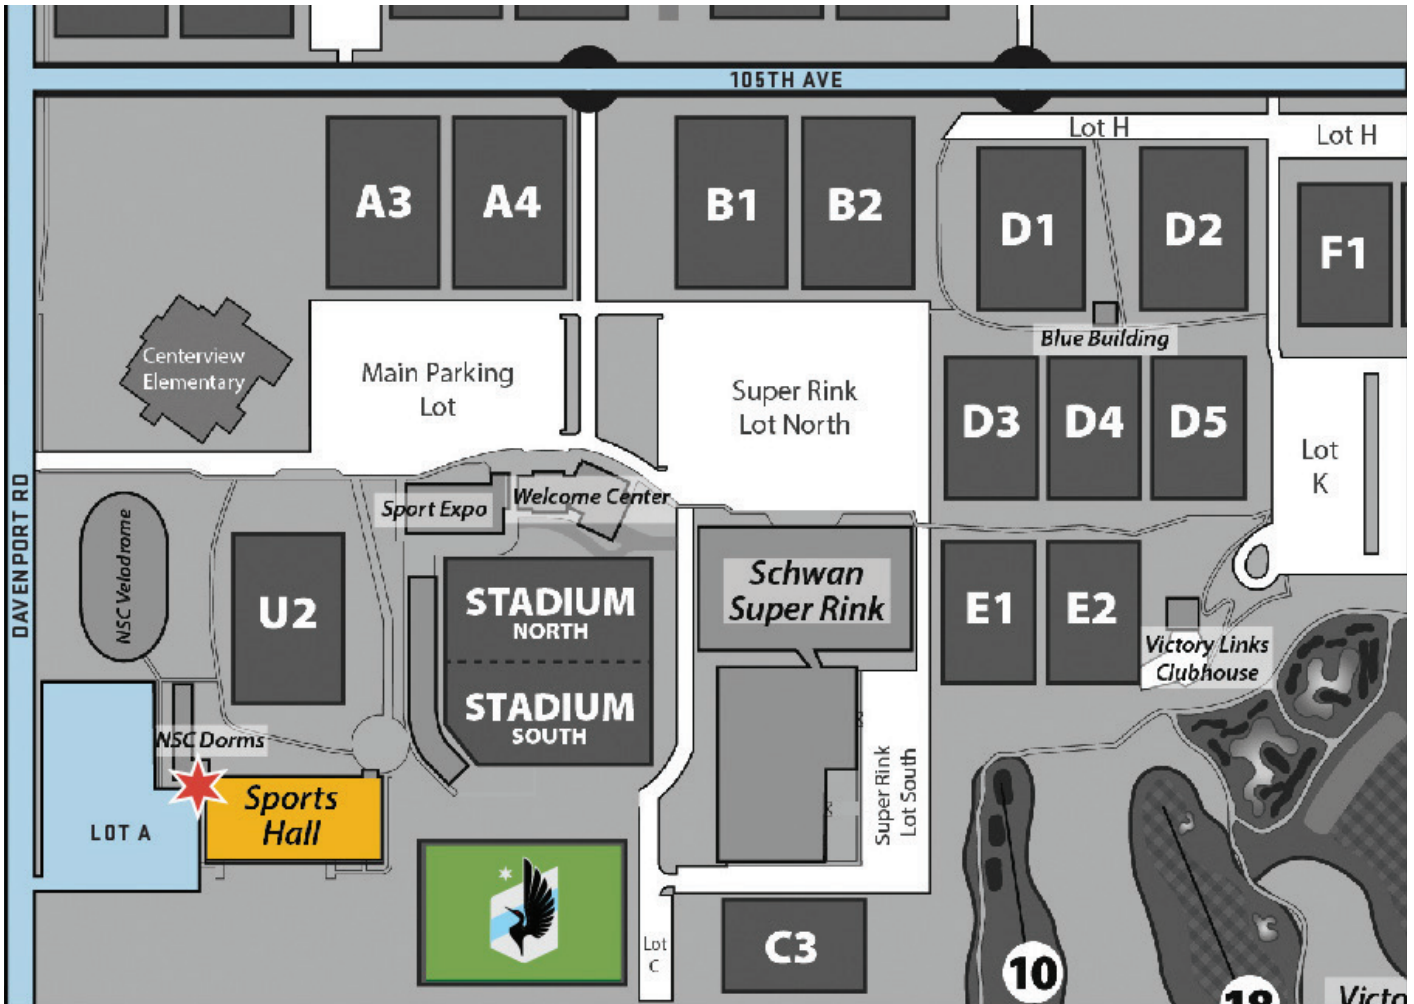 105TH AVE
Lot H
Lot H
A3
A4
B1
B2
D1
D2
F1
Blue Building
Centerview
Elementary
Main Parking
Lot
Super Rink
Lot North
D3
D4
D5
Lot
K
DAVENPORT RD
NSC Velodrome
Sport Expo
Welcome Center
U2
STADIUM
NORTH
STADIUM
SOUTH
Schwan
Super Rink
E1
E2
Victory Links
Clubhouse
NSC Dorms
LOT A
Sports
Hall
Super Rink
Lot South
Lot
C
C3
10
18